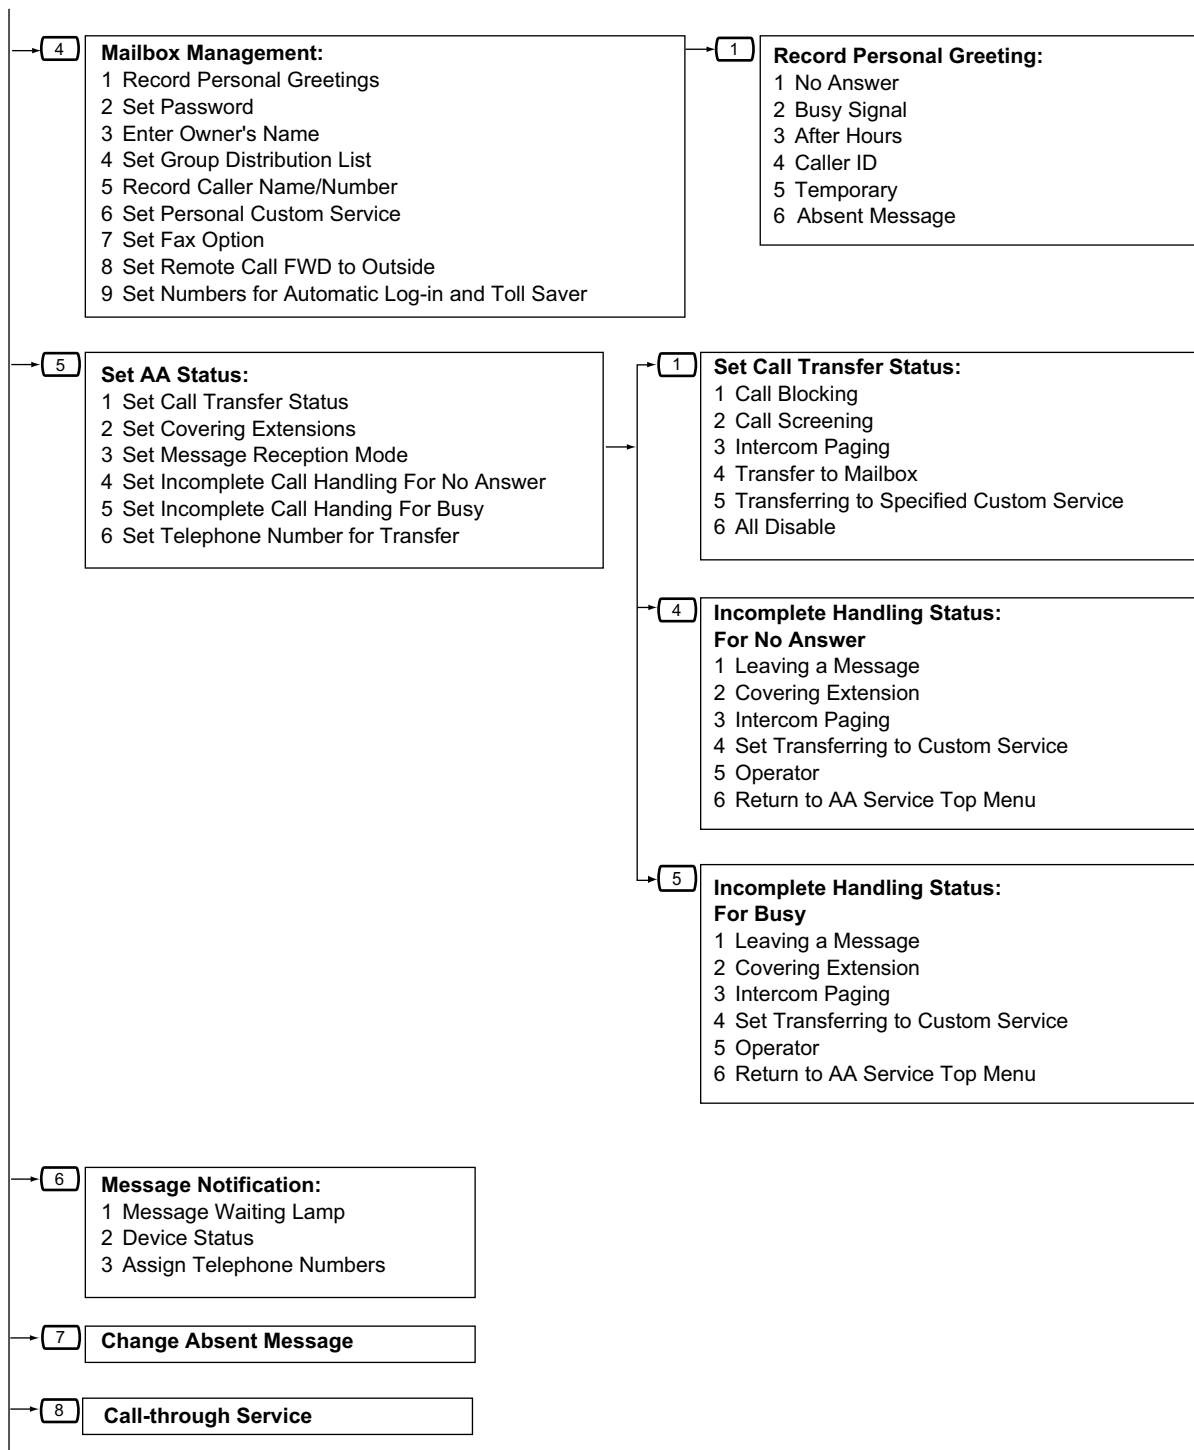 4
Mailbox Management:
1 Record Personal Greetings
2 Set Password
3 Enter Owner's Name
4 Set Group Distribution List
5 Record Caller Name/Number
6 Set Personal Custom Service
7 Set Fax Option
8 Set Remote Call FWD to Outside
9 Set Numbers for Automatic Log-in and Toll Saver
1
Record Personal Greeting:
1 No Answer
2 Busy Signal
3 After Hours
4 Caller ID
5 Temporary
6 Absent Message
5
Set AA Status:
1 Set Call Transfer Status
2 Set Covering Extensions
3 Set Message Reception Mode
4 Set Incomplete Call Handling For No Answer
5 Set Incomplete Call Handing For Busy
6 Set Telephone Number for Transfer
1
Set Call Transfer Status:
1 Call Blocking
2 Call Screening
3 Intercom Paging
4 Transfer to Mailbox
5 Transferring to Specified Custom Service
6 All Disable
4
Incomplete Handling Status:
For No Answer
1 Leaving a Message
2 Covering Extension
3 Intercom Paging
4 Set Transferring to Custom Service
5 Operator
6 Return to AA Service Top Menu
5
Incomplete Handling Status:
For Busy
1 Leaving a Message
2 Covering Extension
3 Intercom Paging
4 Set Transferring to Custom Service
5 Operator
6 Return to AA Service Top Menu
6
Message Notification:
1 Message Waiting Lamp
2 Device Status
3 Assign Telephone Numbers
7
Change Absent Message
8
Call-through Service